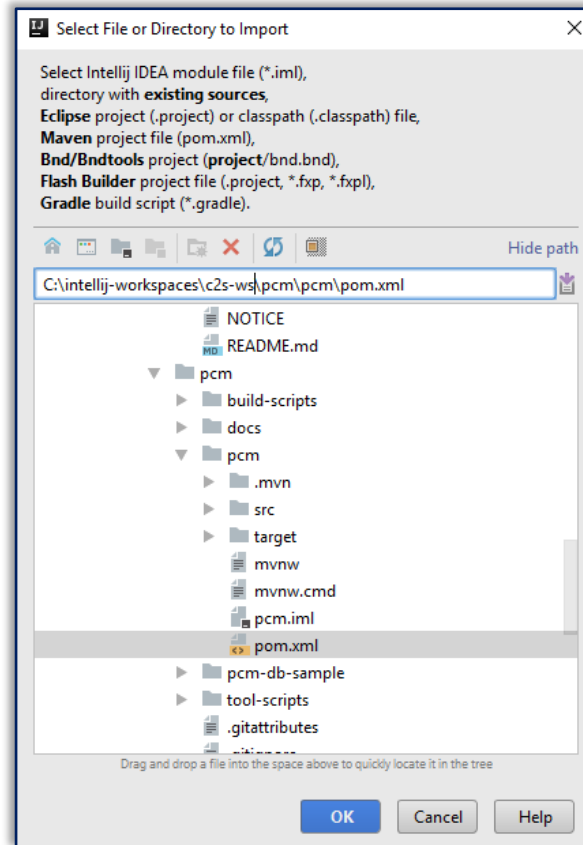 IJ Select File or Directory to Import
Select Intellij IDEA module file (*.iml),
directory with existing sources,
Eclipse project (.project) or classpath (.classpath) file,
Maven project file (pom.xml),
Bnd/Bndtools project (project/bnd.bnd),
Flash Builder project file (.project, *.fxp, *.fxpl),
Gradle build script (*.gradle).
Hide path
C:\intellij-workspaces\c2s-ws\pcm\pcm\pom.xml
NOTICE
MD README.md
pcm
build-scripts
docs
pcm
.mvn
src
target
mvnw
mvnw.cmd
pcm.iml
pom.xml
pcm-db-sample
tool-scripts
.gitattributes
Drag and drop a file into the space above to quickly locate it in the tree
OK Cancel Help